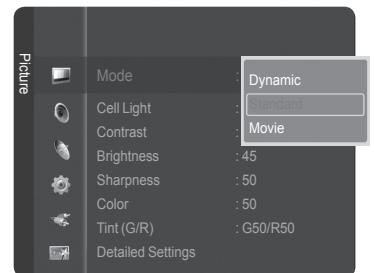 Picture
Mode :
Dynamic
Standard
Movie
Cell Light :
Contrast :
Brightness : 45
Sharpness : 50
Color : 50
Tint (G/R) : G50/R50
Detailed Settings